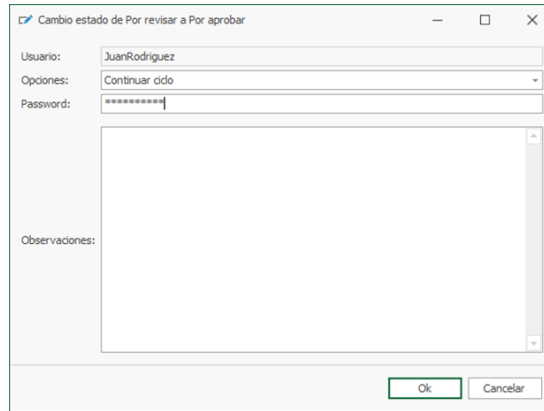 Cambio estado de Por revisar a Por aprobar
Usuario: JuanRodriguez
Opciones: Continuar ciclo
Password: **********
Observaciones:
Ok Cancelar